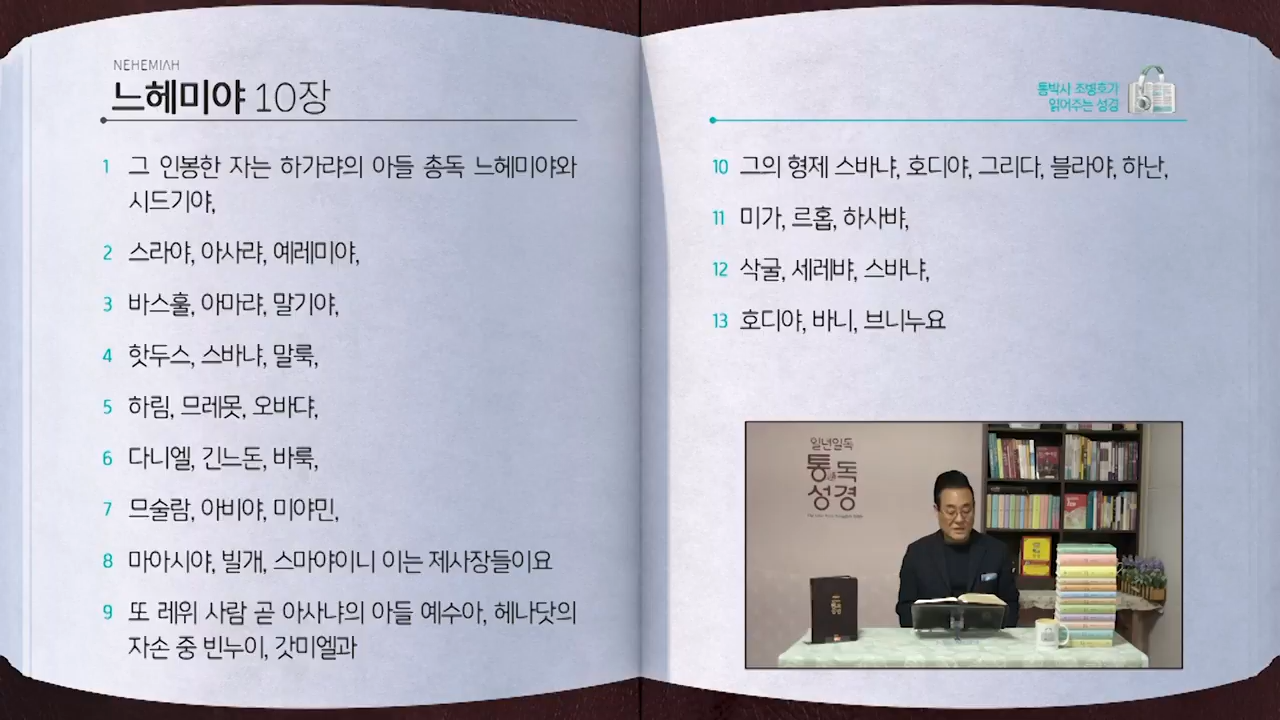 NEHEMIAH
느헤미야 10장
1 그 인봉한 자는 하가랴의 아들 총독 느헤미야와
시드기야,
2 스라야, 아사랴, 예레미야,
3 바스훌, 아마랴, 말기야,
4 핫두스, 스바냐, 말룩,
5 하림, 므레못, 오바댜,
6 다니엘, 긴느돈, 바룩,
7 므술람, 아비야, 미야민,
8 마아시야, 빌개, 스마야이니 이는 제사장들이요
9 또 레위 사람 곧 아사냐의 아들 예수아, 헤나닷의
자손 중 빈누이, 갓미엘과
통박사 조병호가
읽어주는 성경
10 그의 형제 스바냐, 호디야, 그리다, 블라야, 하난,
11 미가, 르홉, 하사뱌,
12 삭굴, 세레뱌, 스바냐,
13 호디야, 바니, 브니누요
일년일독
통독
성경